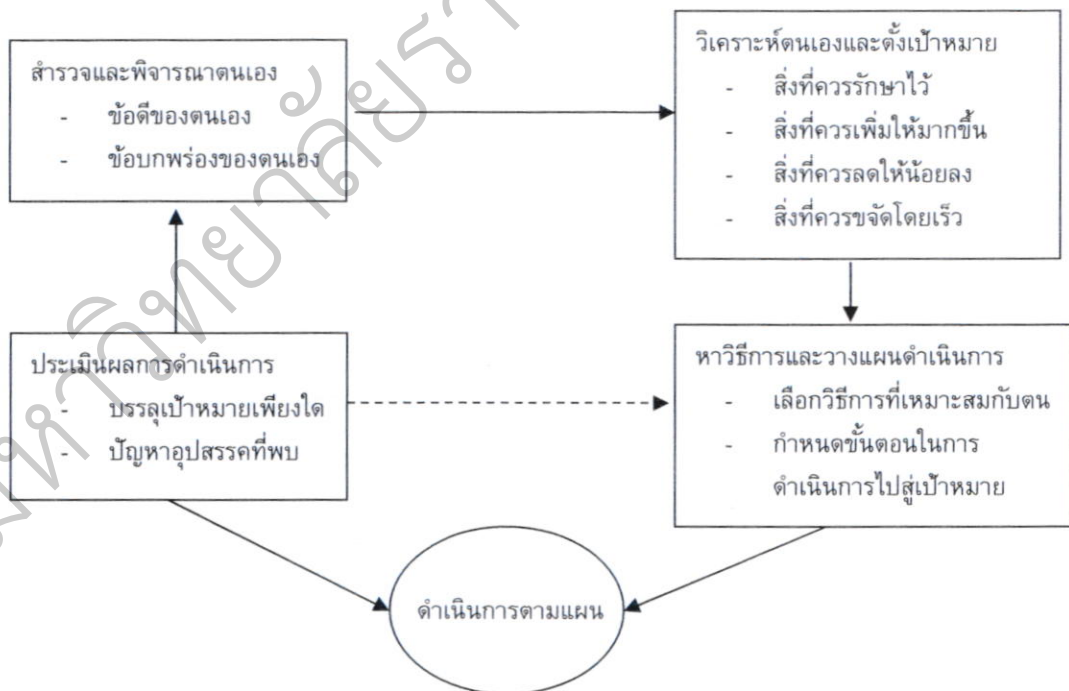 สำรวจและพิจารณาตนเอง
- ข้อดีของตนเอง
- ข้อบกพร่องของตนเอง
วิเคราะห์ตนเองและตั้งเป้าหมาย
- สิ่งที่ควรรักษาไว้
- สิ่งที่ควรเพิ่มให้มากขึ้น
- สิ่งที่ควรลดให้น้อยลง
- สิ่งที่ควรขจัดโดยเร็ว
ประเมินผลการดำเนินการ
- บรรลุเป้าหมายเพียงใด
- ปัญหาอุปสรรคที่พบ
หาวิธีการและวางแผนดำเนินการ
- เลือกวิธีการที่เหมาะสมกับตน
- กำหนดขั้นตอนในการ
ดำเนินการไปสู่เป้าหมาย
ดำเนินการตามแผน